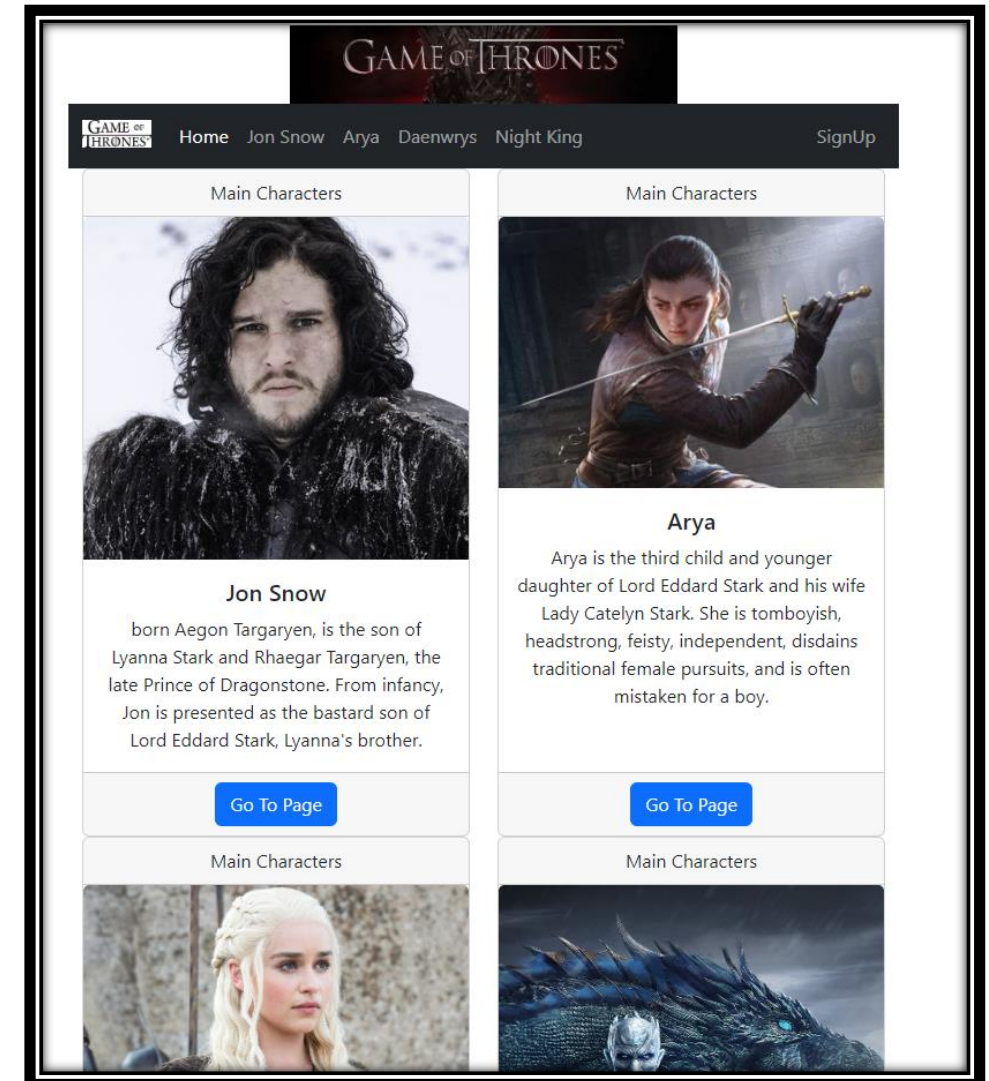 GAME OF THRONES
GAME OF
THRONES
Home Jon Snow Arya Daenwrys Night King SignUp
Main Characters
Jon Snow
born Aegon Targaryen, is the son of
Lyanna Stark and Rhaegar Targaryen, the
late Prince of Dragonstone. From infancy,
Jon is presented as the bastard son of
Lord Eddard Stark, Lyanna's brother.
Go To Page
Main Characters
Arya
Arya is the third child and younger
daughter of Lord Eddard Stark and his wife
Lady Catelyn Stark. She is tomboyish,
headstrong, feisty, independent, disdains
traditional female pursuits, and is often
mistaken for a boy.
Go To Page
Main Characters
Main Characters